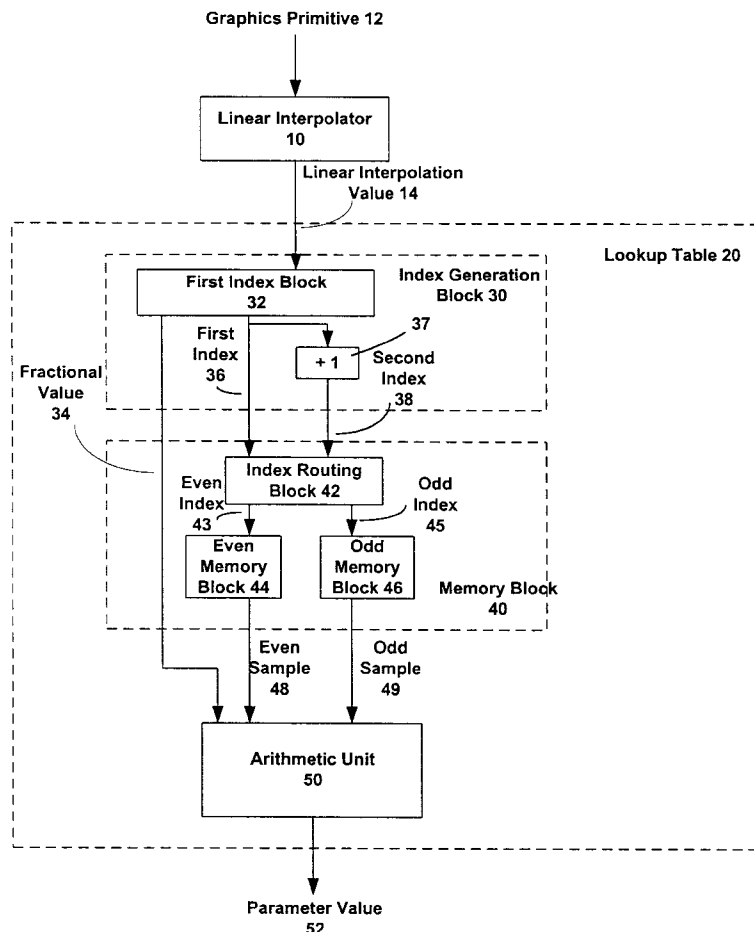 Graphics Primitive 12
Linear Interpolator
10
Linear Interpolation
Value 14
Lookup Table 20
First Index Block
32
Index Generation
Block 30
37
First
Index
36
+ 1
Second
Index
38
Fractional
Value
34
Index Routing
Block 42
Even
Index
43
Odd
Index
45
Even
Memory
Block 44
Odd
Memory
Block 46
Memory Block
40
Even
Sample
48
Odd
Sample
49
Arithmetic Unit
50
Parameter Value
52